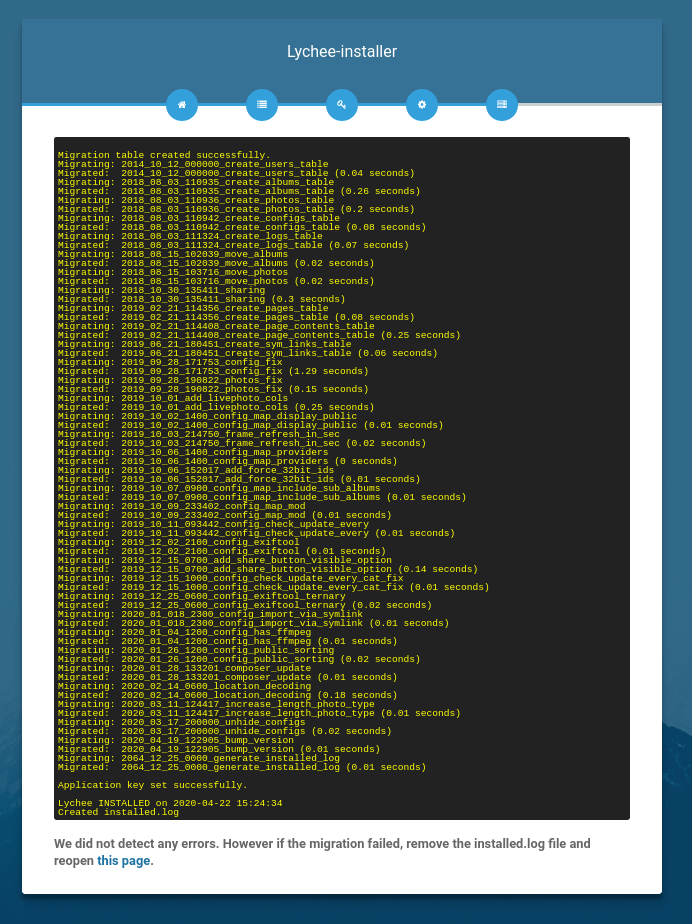 Lychee-installer
Migration table created successfully.
Migrating: 2014_10_12_000000_create_users_table
Migrated:  2014_10_12_000000_create_users_table (0.04 seconds)
Migrating: 2018_08_03_110935_create_albums_table
Migrated:  2018_08_03_110935_create_albums_table (0.26 seconds)
Migrating: 2018_08_03_110936_create_photos_table
Migrated:  2018_08_03_110936_create_photos_table (0.2 seconds)
Migrating: 2018_08_03_110942_create_configs_table
Migrated:  2018_08_03_110942_create_configs_table (0.08 seconds)
Migrating: 2018_08_03_111324_create_logs_table
Migrated:  2018_08_03_111324_create_logs_table (0.07 seconds)
Migrating: 2018_08_15_102039_move_albums
Migrated:  2018_08_15_102039_move_albums (0.02 seconds)
Migrating: 2018_08_15_103716_move_photos
Migrated:  2018_08_15_103716_move_photos (0.02 seconds)
Migrating: 2018_10_30_135411_sharing
Migrated:  2018_10_30_135411_sharing (0.3 seconds)
Migrating: 2019_02_21_114356_create_pages_table
Migrated:  2019_02_21_114356_create_pages_table (0.08 seconds)
Migrating: 2019_02_21_114408_create_page_contents_table
Migrated:  2019_02_21_114408_create_page_contents_table (0.25 seconds)
Migrating: 2019_06_21_180451_create_sym_links_table
Migrated:  2019_06_21_180451_create_sym_links_table (0.06 seconds)
Migrating: 2019_09_28_171753_config_fix
Migrated:  2019_09_28_171753_config_fix (1.29 seconds)
Migrating: 2019_09_28_190822_photos_fix
Migrated:  2019_09_28_190822_photos_fix (0.15 seconds)
Migrating: 2019_10_01_add_livephoto_cols
Migrated:  2019_10_01_add_livephoto_cols (0.25 seconds)
Migrating: 2019_10_02_1400_config_map_display_public
Migrated:  2019_10_02_1400_config_map_display_public (0.01 seconds)
Migrating: 2019_10_03_214750_frame_refresh_in_sec
Migrated:  2019_10_03_214750_frame_refresh_in_sec (0.02 seconds)
Migrating: 2019_10_06_1400_config_map_providers
Migrated:  2019_10_06_1400_config_map_providers (0 seconds)
Migrating: 2019_10_06_152017_add_force_32bit_ids
Migrated:  2019_10_06_152017_add_force_32bit_ids (0.01 seconds)
Migrating: 2019_10_07_0900_config_map_include_sub_albums
Migrated:  2019_10_07_0900_config_map_include_sub_albums (0.01 seconds)
Migrating: 2019_10_09_233402_config_map_mod
Migrated:  2019_10_09_233402_config_map_mod (0.01 seconds)
Migrating: 2019_10_11_093442_config_check_update_every
Migrated:  2019_10_11_093442_config_check_update_every (0.01 seconds)
Migrating: 2019_12_02_2100_config_exiftool
Migrated:  2019_12_02_2100_config_exiftool (0.01 seconds)
Migrating: 2019_12_15_0700_add_share_button_visible_option
Migrated:  2019_12_15_0700_add_share_button_visible_option (0.14 seconds)
Migrating: 2019_12_15_1000_config_check_update_every_cat_fix
Migrated:  2019_12_15_1000_config_check_update_every_cat_fix (0.01 seconds)
Migrating: 2019_12_25_0600_config_exiftool_ternary
Migrated:  2019_12_25_0600_config_exiftool_ternary (0.02 seconds)
Migrating: 2020_01_018_2300_config_import_via_symlink
Migrated:  2020_01_018_2300_config_import_via_symlink (0.01 seconds)
Migrating: 2020_01_04_1200_config_has_ffmpeg
Migrated:  2020_01_04_1200_config_has_ffmpeg (0.01 seconds)
Migrating: 2020_01_26_1200_config_public_sorting
Migrated:  2020_01_26_1200_config_public_sorting (0.02 seconds)
Migrating: 2020_01_28_133201_composer_update
Migrated:  2020_01_28_133201_composer_update (0.01 seconds)
Migrating: 2020_02_14_0600_location_decoding
Migrated:  2020_02_14_0600_location_decoding (0.18 seconds)
Migrating: 2020_03_11_124417_increase_length_photo_type
Migrated:  2020_03_11_124417_increase_length_photo_type (0.01 seconds)
Migrating: 2020_03_17_200000_unhide_configs
Migrated:  2020_03_17_200000_unhide_configs (0.02 seconds)
Migrating: 2020_04_19_122905_bump_version
Migrated:  2020_04_19_122905_bump_version (0.01 seconds)
Migrating: 2064_12_25_0000_generate_installed_log
Migrated:  2064_12_25_0000_generate_installed_log (0.01 seconds)
Application key set successfully.
Lychee INSTALLED on 2020-04-22 15:24:34
Created installed.log
We did not detect any errors. However if the migration failed, remove the installed.log file and
reopen this page.